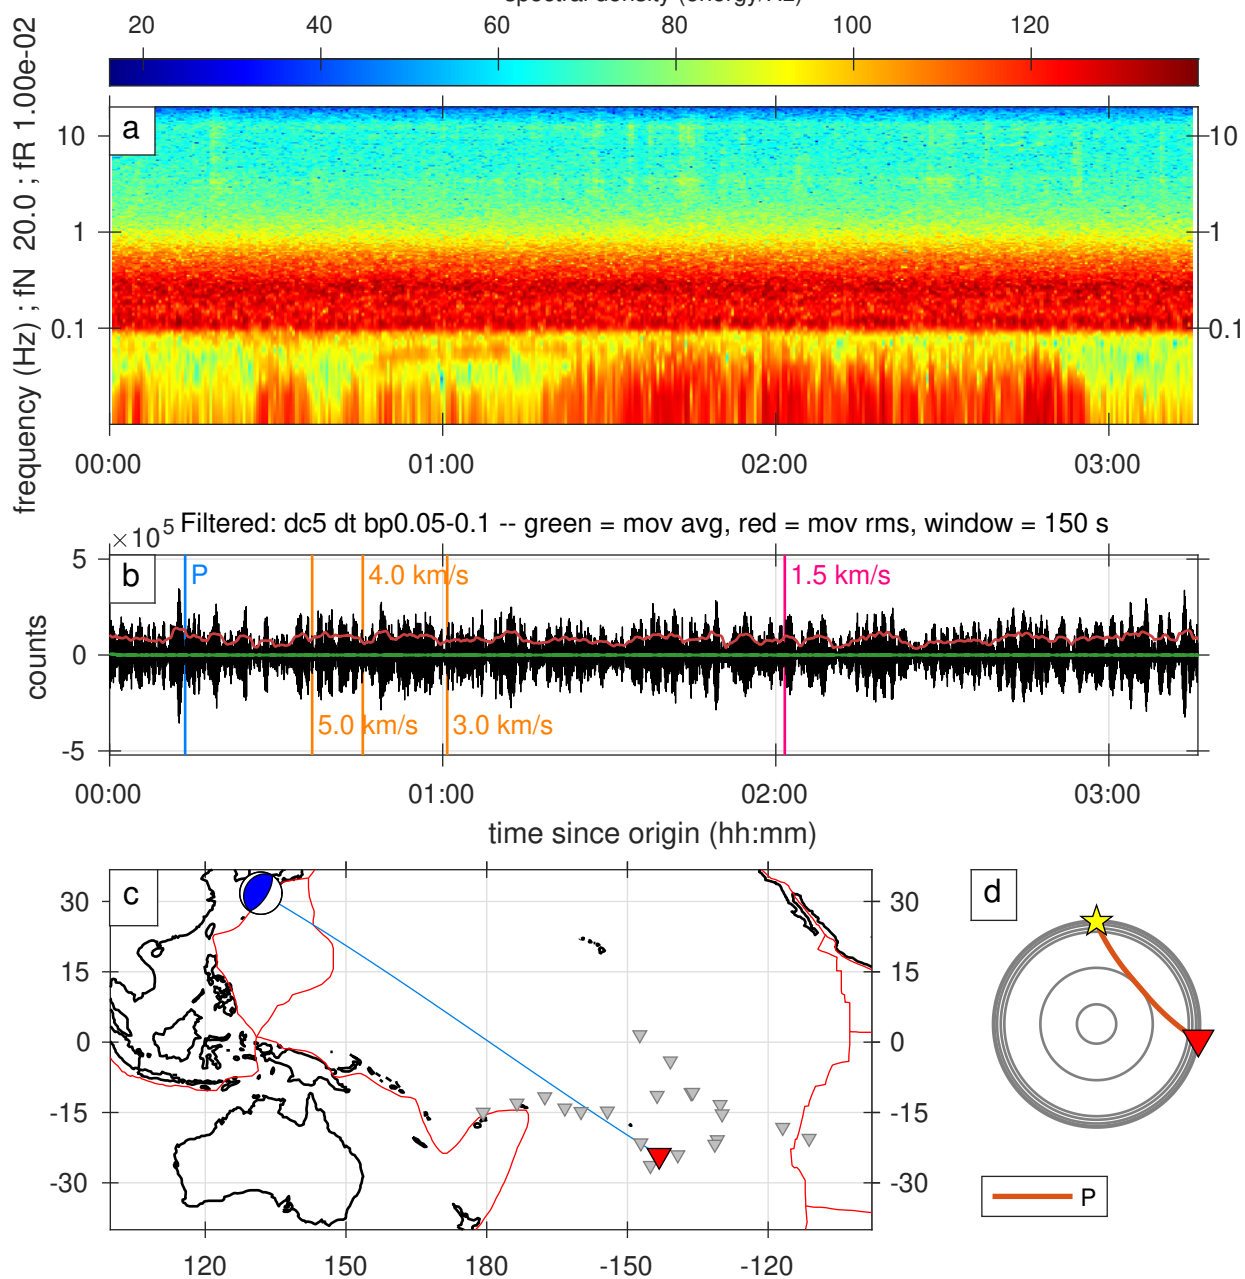 spectral density (energy/Hz)
20 40 60 80 100 120
frequency (Hz) ; fN 20.0 ; fR 1.00e-02
a
10 10
1 1
0.1 0.1
00:00 01:00 02:00 03:00
×10^5 Filtered: dc5 dt bp0.05-0.1 -- green = mov avg, red = mov rms, window = 150 s
b
counts
5
0
-5
P 4.0 km/s 1.5 km/s
5.0 km/s 3.0 km/s
00:00 01:00 02:00 03:00
time since origin (hh:mm)
c
30 30
15 15
0 0
-15 -15
-30 -30
120 150 180 -150 -120
d
P